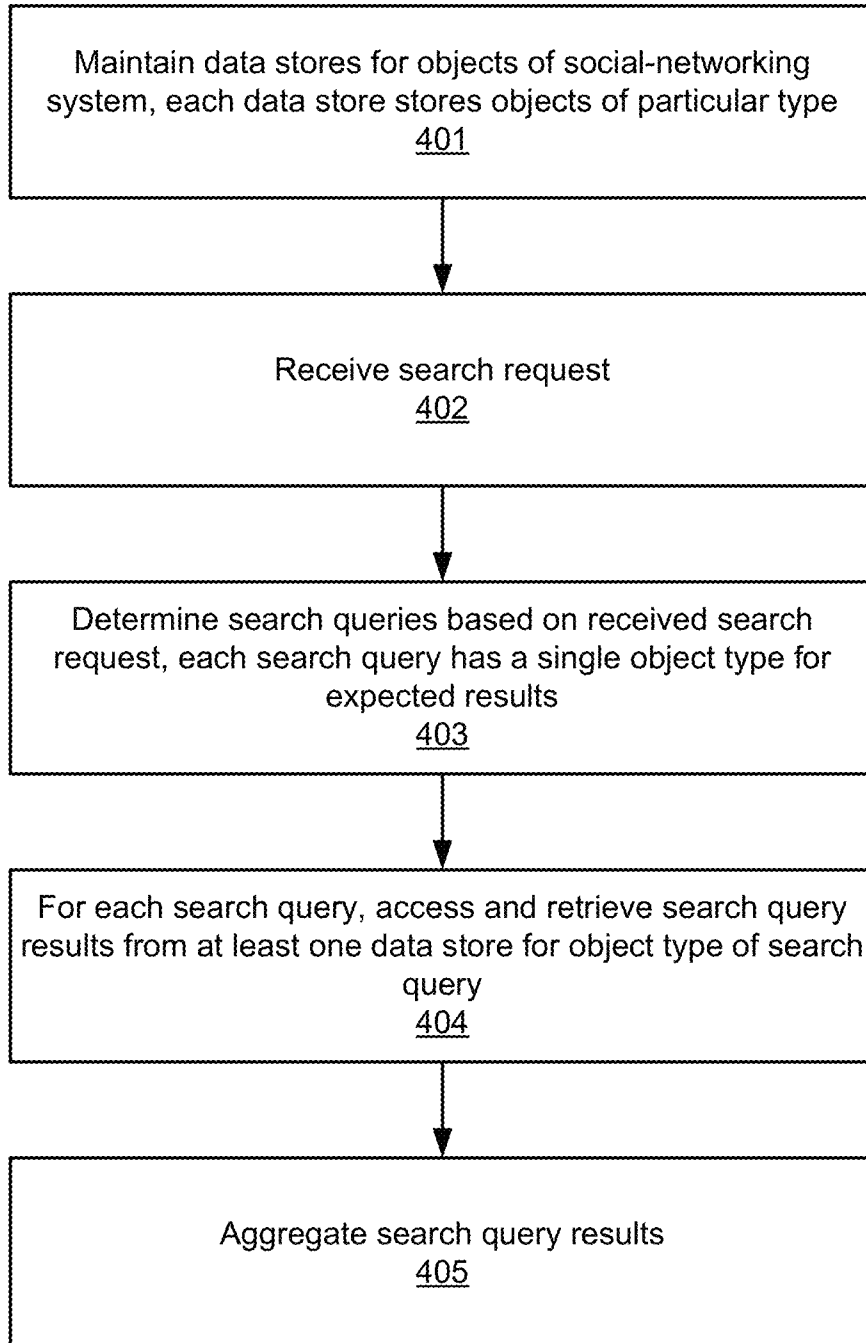 Maintain data stores for objects of social-networking
system, each data store stores objects of particular type
401
Receive search request
402
Determine search queries based on received search
request, each search query has a single object type for
expected results
403
For each search query, access and retrieve search query
results from at least one data store for object type of search
query
404
Aggregate search query results
405